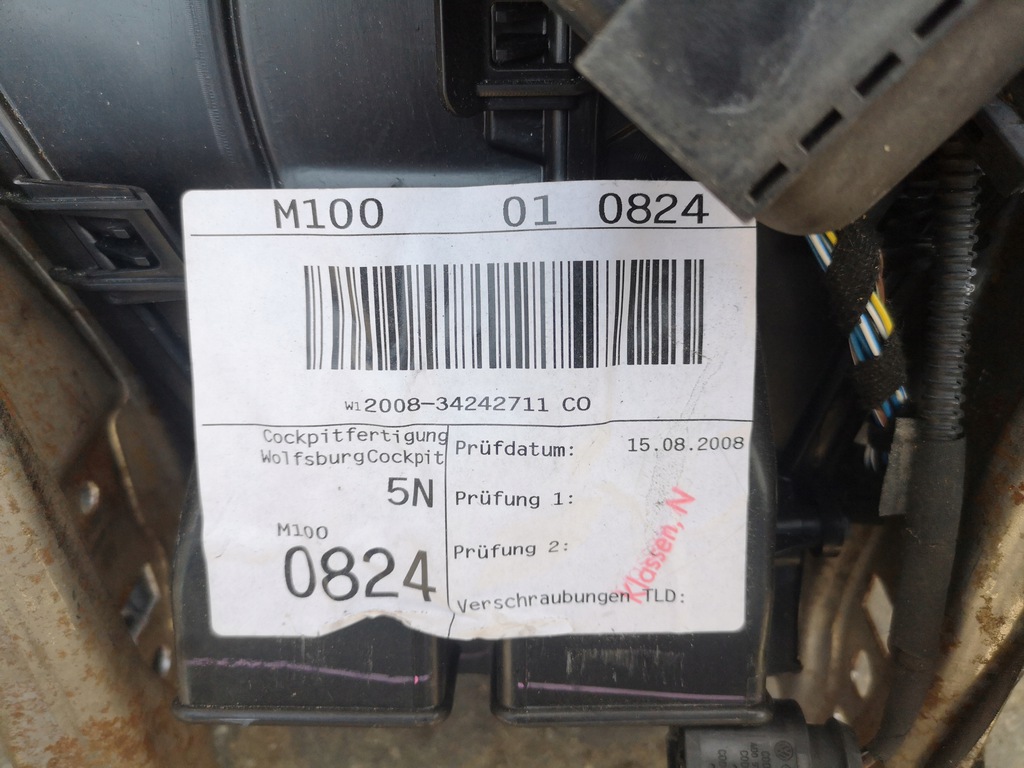 M100 01 0824
W12008-34242711 CO
Cockpitfertigung
WolfsburgCockpit
5N
M100
0824
Prüfdatum: 15.08.2008
Prüfung 1:
Prüfung 2:
Verschraubungen TLD:
Klassen, N